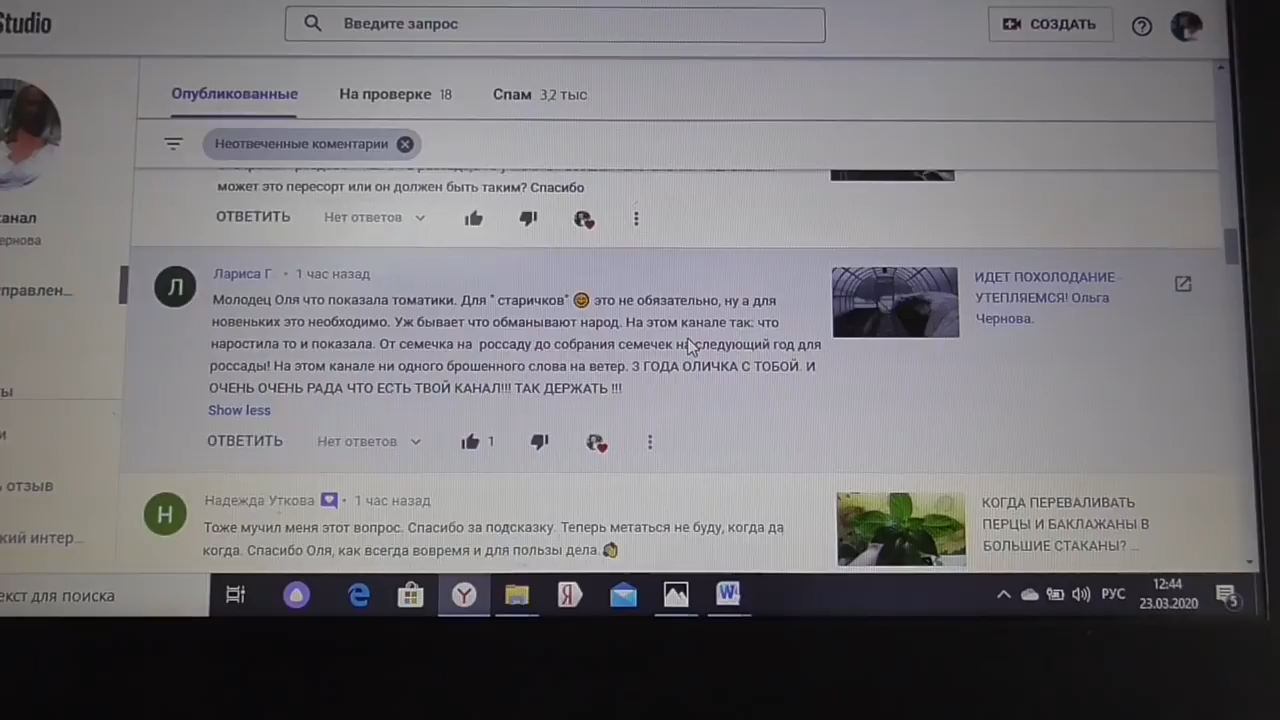 Studio
Введите запрос
СОЗДАТЬ
Опубликованные
На проверке 18
Спам 3,2 тыс
Неотвеченные коментарии
может это пересорт или он должен быть таким? Спасибо
ОТВЕТИТЬ
Нет ответов
Л
Лариса Г • 1 час назад
Молодец Оля что показала томатики. Для " старичков" это не обязательно, ну а для
новеньких это необходимо. Уж бывает что обманывают народ. На этом канале так: что
наростила то и показала. От семечка на россаду до собрания семечек на следующий год для
россады! На этом канале ни одного брошенного слова на ветер. 3 ГОДА ОЛИЧКА С ТОБОЙ. И
ОЧЕНЬ ОЧЕНЬ РАДА ЧТО ЕСТЬ ТВОЙ КАНАЛ!!! ТАК ДЕРЖАТЬ !!!
Show less
ОТВЕТИТЬ
Нет ответов
1
ИДЕТ ПОХОЛОДАНИЕ -
УТЕПЛЯЕМСЯ! Ольга
Чернова.
Н
Надежда Уткова • 1 час назад
Тоже мучил меня этот вопрос. Спасибо за подсказку. Теперь метаться не буду, когда да
когда. Спасибо Оля, как всегда вовремя и для пользы дела.
КОГДА ПЕРЕВАЛИВАТЬ
ПЕРЦЫ И БАКЛАЖАНЫ В
БОЛЬШИЕ СТАКАНЫ? ...
анал
ернова
правлен...
ты
и
ь отзыв
кий интер...
екст для поиска
РУС
12:44
23.03.2020
5